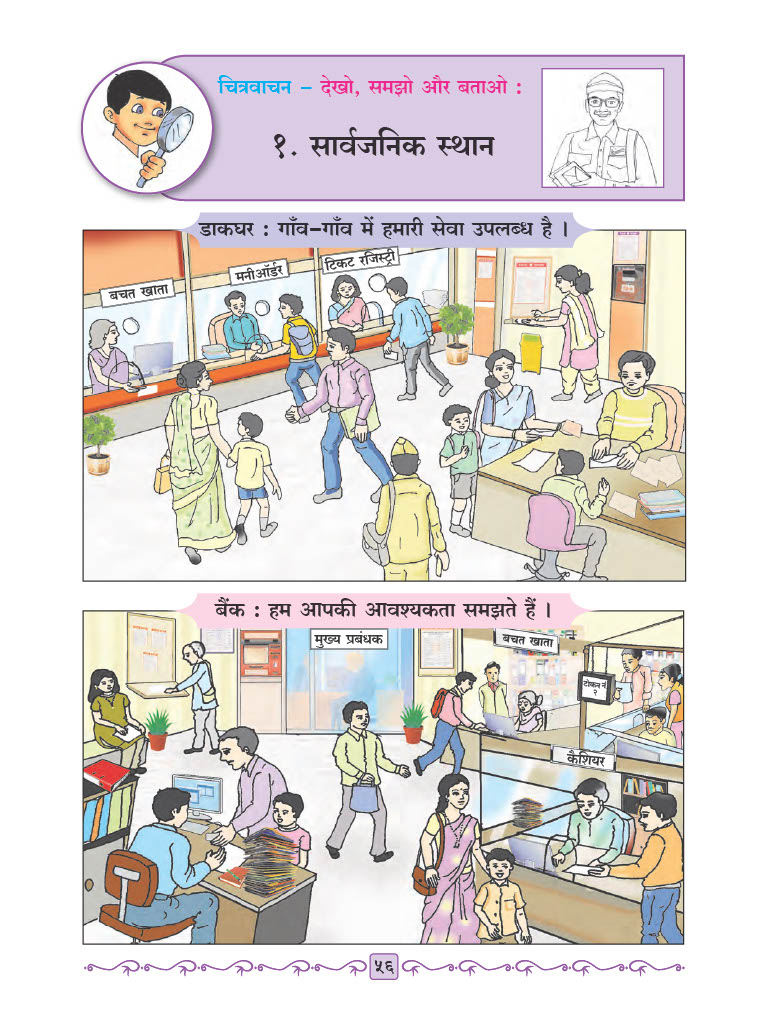 चित्रवाचन – देखो, समझो और बताओ :
१. सार्वजनिक स्थान
डाकघर : गाँव-गाँव में हमारी सेवा उपलब्ध है ।
बचत खाता
मनीऑर्डर
टिकट रजिस्ट्री
बैंक : हम आपकी आवश्यकता समझते हैं ।
मुख्य प्रबंधक
बचत खाता
टोकन नं
२
कैशियर
५६